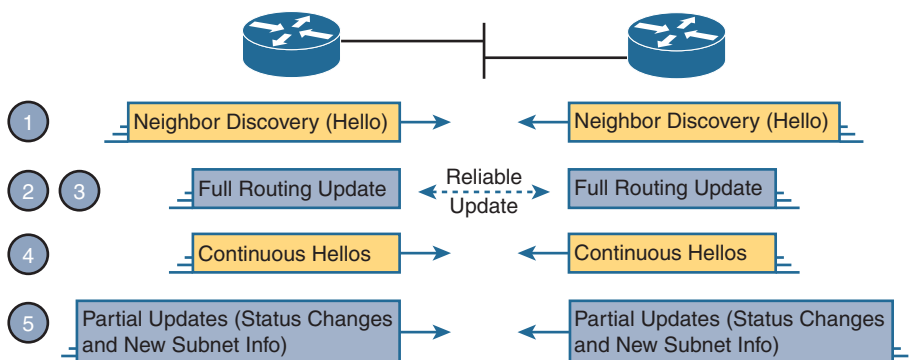 1 Neighbor Discovery (Hello) Neighbor Discovery (Hello)
2 3 Full Routing Update Reliable Update Full Routing Update
4 Continuous Hellos Continuous Hellos
5 Partial Updates (Status Changes and New Subnet Info) Partial Updates (Status Changes and New Subnet Info)